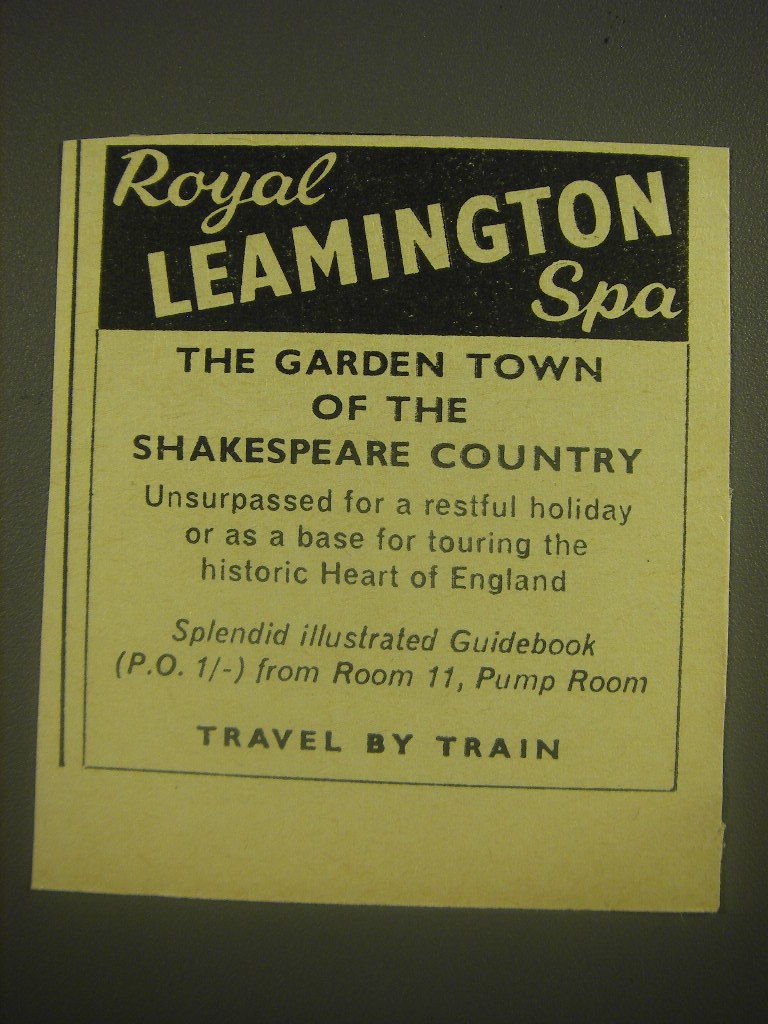 Royal
LEAMINGTON
Spa
THE GARDEN TOWN
OF THE
SHAKESPEARE COUNTRY
Unsurpassed for a restful holiday
or as a base for touring the
historic Heart of England
Splendid illustrated Guidebook
(P.O. 1/-) from Room 11, Pump Room
TRAVEL BY TRAIN